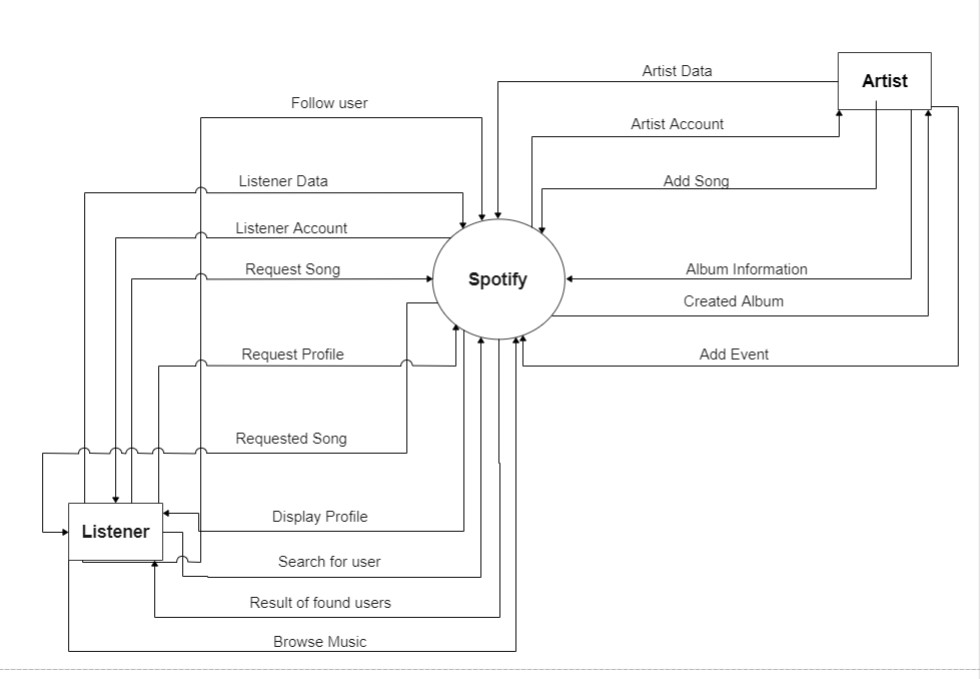 Artist Data
Artist
Follow user
Artist Account
Listener Data
Add Song
Listener Account
Request Song
Spotify
Album Information
Created Album
Request Profile
Add Event
Requested Song
Display Profile
Listener
Search for user
Result of found users
Browse Music